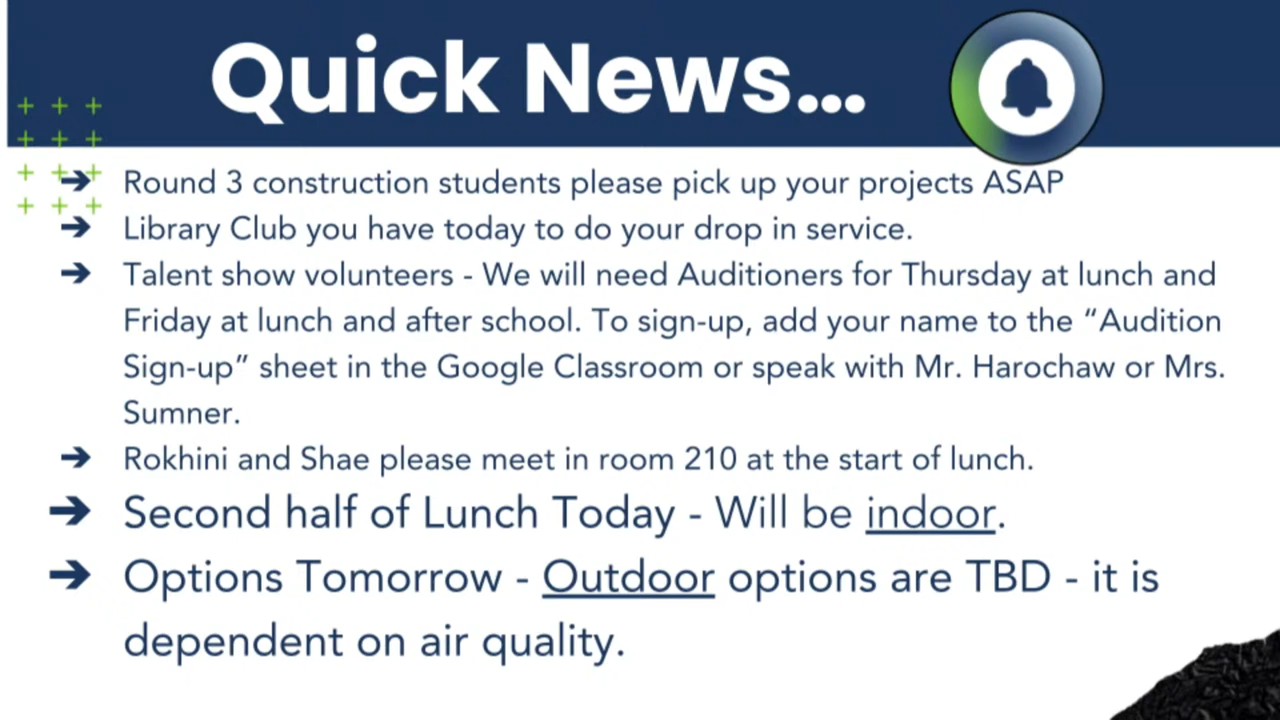 Quick News...
➔ Round 3 construction students please pick up your projects ASAP
➔ Library Club you have today to do your drop in service.
➔ Talent show volunteers - We will need Auditioners for Thursday at lunch and
Friday at lunch and after school. To sign-up, add your name to the “Audition
Sign-up” sheet in the Google Classroom or speak with Mr. Harochaw or Mrs.
Sumner.
➔ Rokhini and Shae please meet in room 210 at the start of lunch.
➔ Second half of Lunch Today - Will be indoor.
➔ Options Tomorrow - Outdoor options are TBD - it is
dependent on air quality.